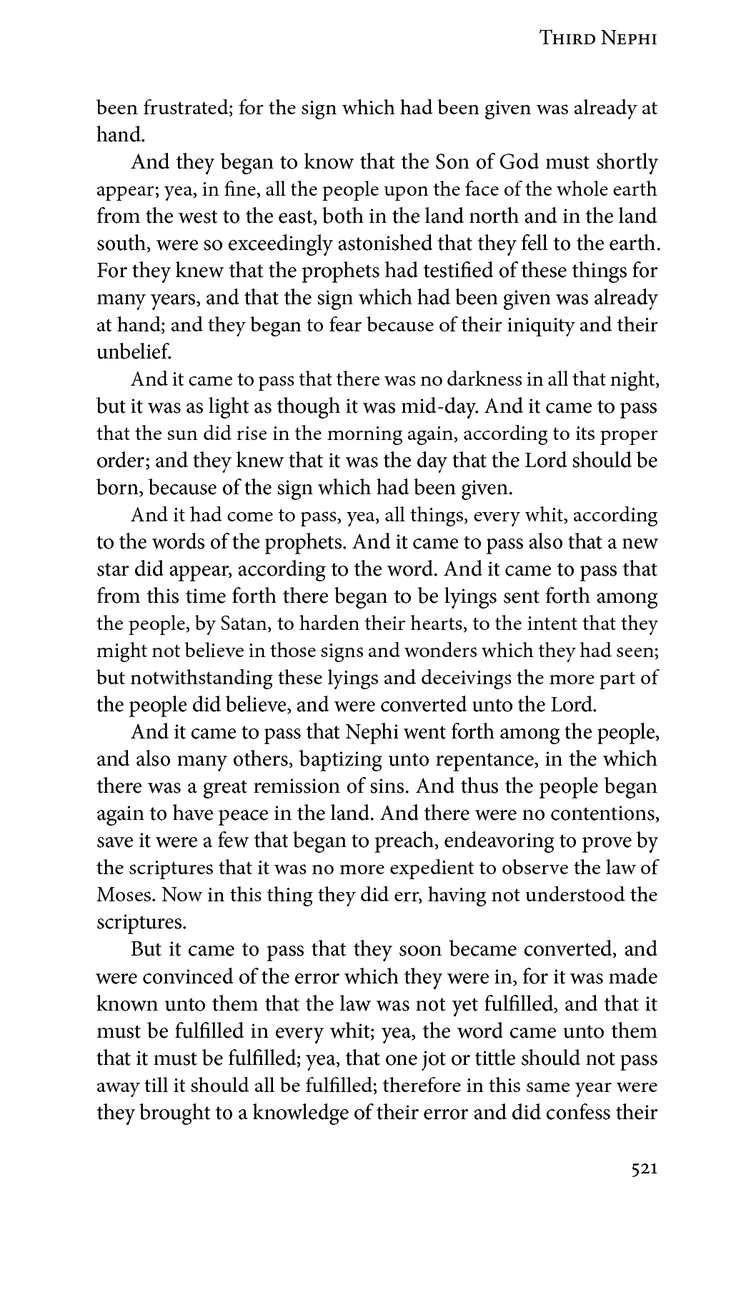 Third Nephi
been frustrated; for the sign which had been given was already at
hand.
And they began to know that the Son of God must shortly
appear; yea, in fine, all the people upon the face of the whole earth
from the west to the east, both in the land north and in the land
south, were so exceedingly astonished that they fell to the earth.
For they knew that the prophets had testified of these things for
many years, and that the sign which had been given was already
at hand; and they began to fear because of their iniquity and their
unbelief.
And it came to pass that there was no darkness in all that night,
but it was as light as though it was mid-day. And it came to pass
that the sun did rise in the morning again, according to its proper
order; and they knew that it was the day that the Lord should be
born, because of the sign which had been given.
And it had come to pass, yea, all things, every whit, according
to the words of the prophets. And it came to pass also that a new
star did appear, according to the word. And it came to pass that
from this time forth there began to be lyings sent forth among
the people, by Satan, to harden their hearts, to the intent that they
might not believe in those signs and wonders which they had seen;
but notwithstanding these lyings and deceivings the more part of
the people did believe, and were converted unto the Lord.
And it came to pass that Nephi went forth among the people,
and also many others, baptizing unto repentance, in the which
there was a great remission of sins. And thus the people began
again to have peace in the land. And there were no contentions,
save it were a few that began to preach, endeavoring to prove by
the scriptures that it was no more expedient to observe the law of
Moses. Now in this thing they did err, having not understood the
scriptures.
But it came to pass that they soon became converted, and
were convinced of the error which they were in, for it was made
known unto them that the law was not yet fulfilled, and that it
must be fulfilled in every whit; yea, the word came unto them
that it must be fulfilled; yea, that one jot or tittle should not pass
away till it should all be fulfilled; therefore in this same year were
they brought to a knowledge of their error and did confess their
521